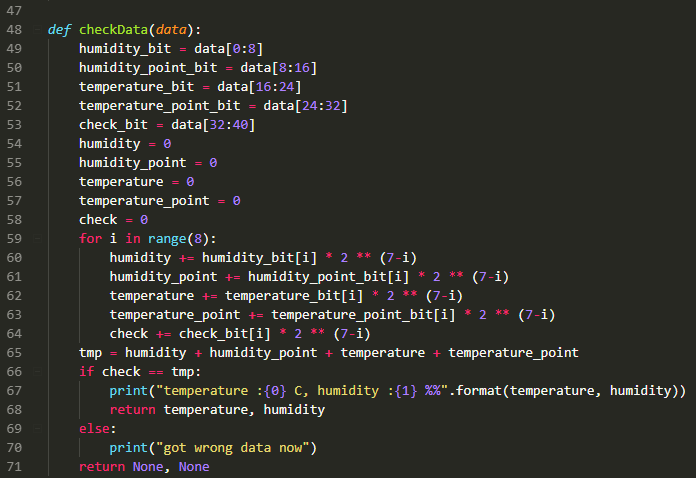 47
48 def checkData(data):
49     humidity_bit = data[0:8]
50     humidity_point_bit = data[8:16]
51     temperature_bit = data[16:24]
52     temperature_point_bit = data[24:32]
53     check_bit = data[32:40]
54     humidity = 0
55     humidity_point = 0
56     temperature = 0
57     temperature_point = 0
58     check = 0
59     for i in range(8):
60         humidity += humidity_bit[i] * 2 ** (7-i)
61         humidity_point += humidity_point_bit[i] * 2 ** (7-i)
62         temperature += temperature_bit[i] * 2 ** (7-i)
63         temperature_point += temperature_point_bit[i] * 2 ** (7-i)
64         check += check_bit[i] * 2 ** (7-i)
65     tmp = humidity + humidity_point + temperature + temperature_point
66     if check == tmp:
67         print("temperature :{0} C, humidity :{1} %%".format(temperature, humidity))
68         return temperature, humidity
69     else:
70         print("got wrong data now")
71     return None, None